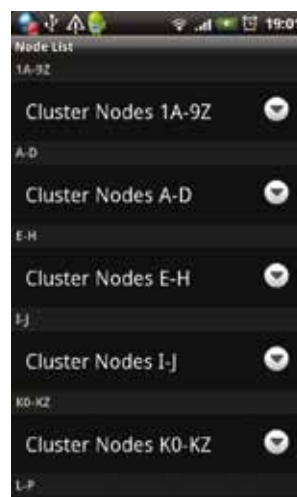 19:01
Node List
1A-9Z
Cluster Nodes 1A-9Z
A-D
Cluster Nodes A-D
E-H
Cluster Nodes E-H
I-J
Cluster Nodes I-J
K0-KZ
Cluster Nodes K0-KZ
L-P